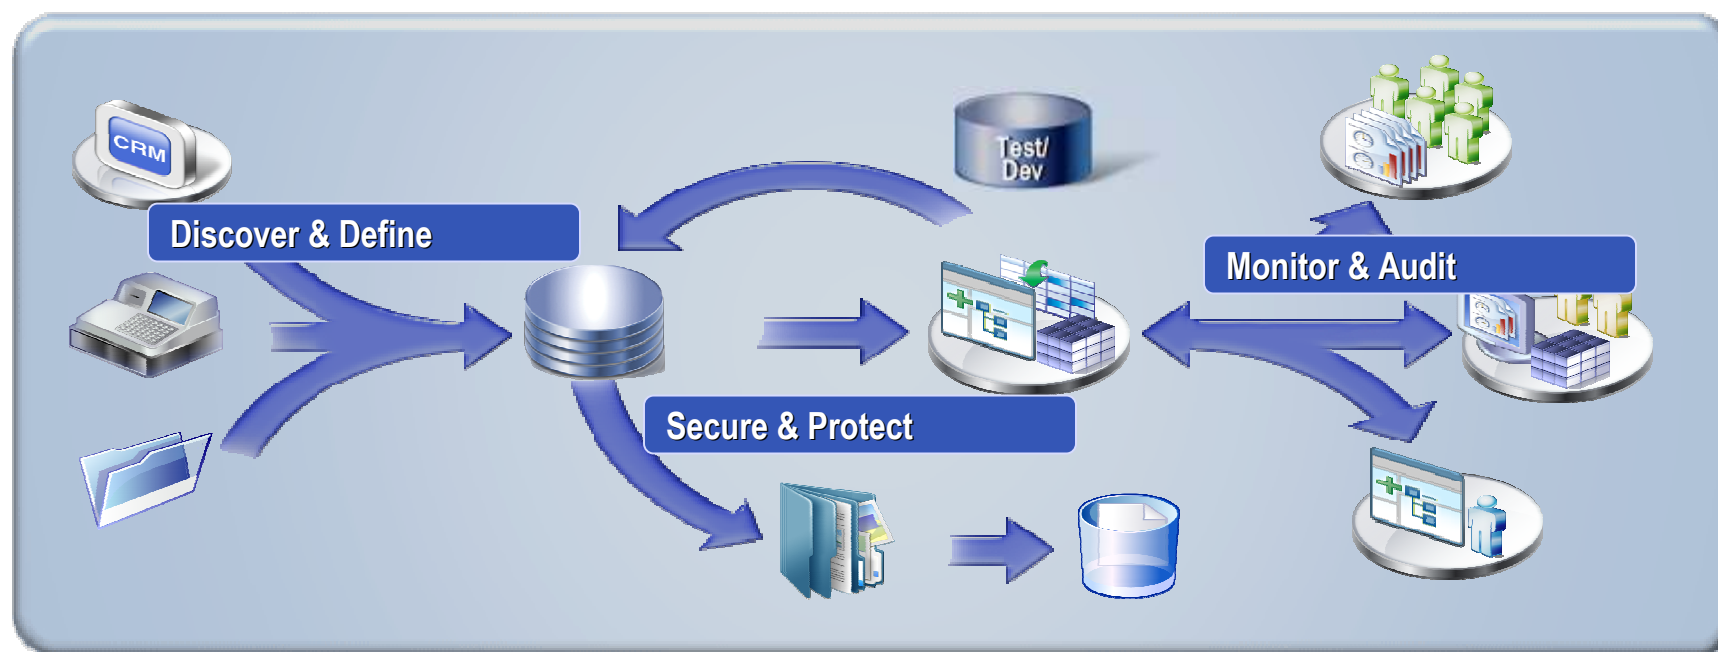 CRM
Test/
Dev
Discover & Define
Monitor & Audit
Secure & Protect